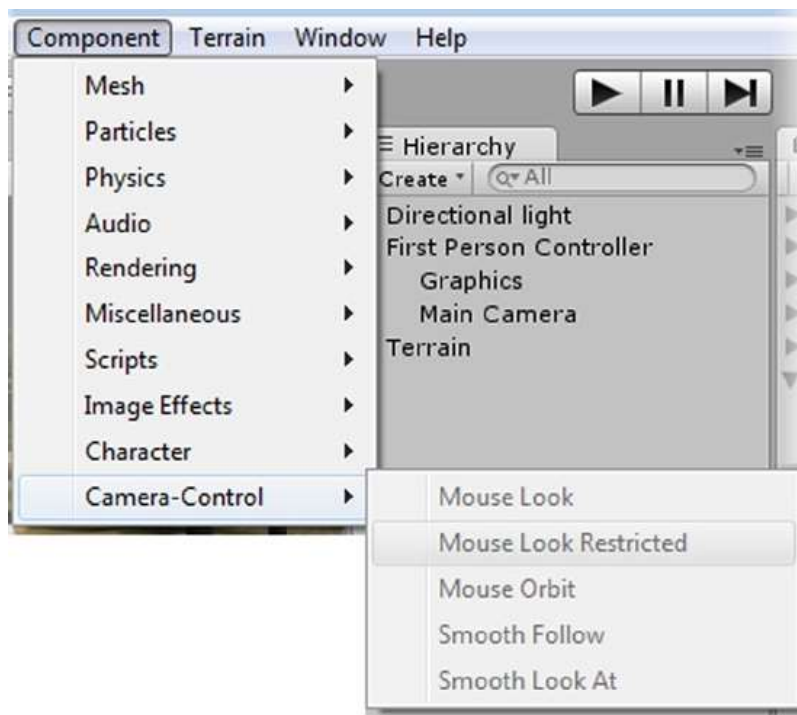 Component Terrain Window Help
Mesh
Particles
Physics
Audio
Rendering
Miscellaneous
Scripts
Image Effects
Character
Camera-Control
Hierarchy
Create All
Directional light
First Person Controller
Graphics
Main Camera
Terrain
Mouse Look
Mouse Look Restricted
Mouse Orbit
Smooth Follow
Smooth Look At